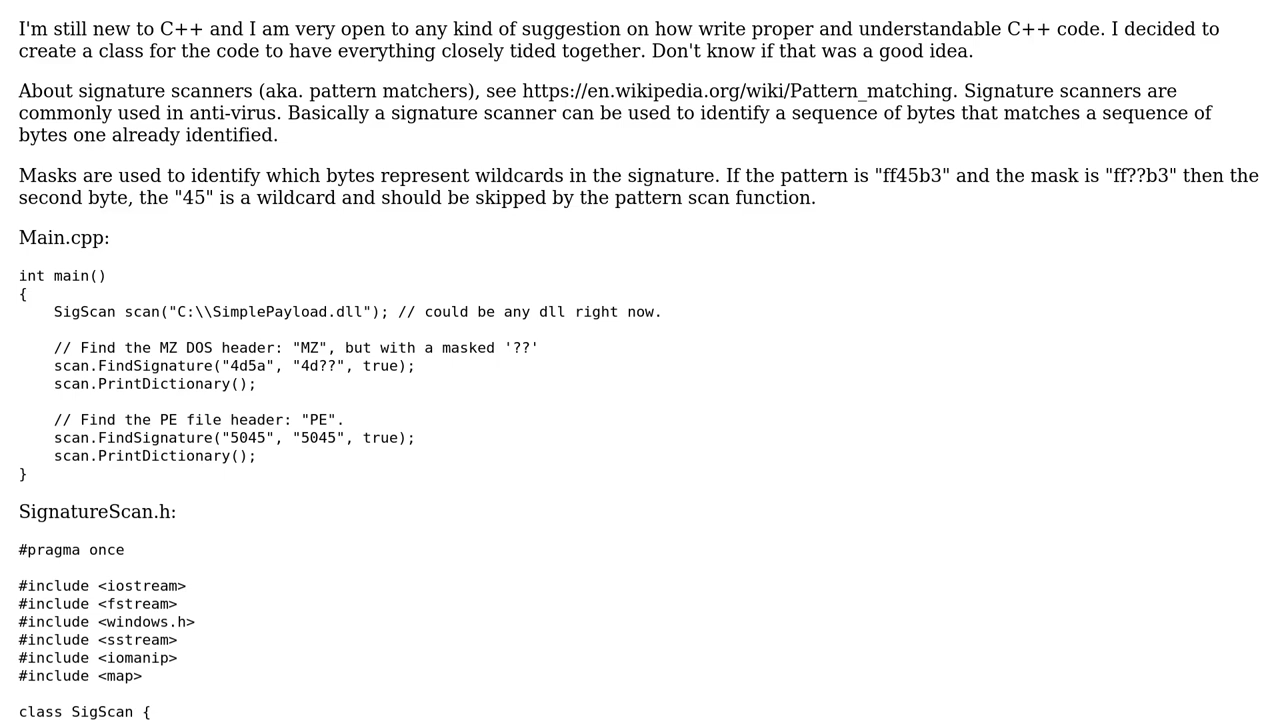 I'm still new to C++ and I am very open to any kind of suggestion on how write proper and understandable C++ code. I decided to
create a class for the code to have everything closely tided together. Don't know if that was a good idea.
About signature scanners (aka. pattern matchers), see https://en.wikipedia.org/wiki/Pattern_matching. Signature scanners are
commonly used in anti-virus. Basically a signature scanner can be used to identify a sequence of bytes that matches a sequence of
bytes one already identified.
Masks are used to identify which bytes represent wildcards in the signature. If the pattern is "ff45b3" and the mask is "ff??b3" then the
second byte, the "45" is a wildcard and should be skipped by the pattern scan function.
Main.cpp:
int main()
{
    SigScan scan("C:\\SimplePayload.dll"); // could be any dll right now.
    // Find the MZ DOS header: "MZ", but with a masked '??'
    scan.FindSignature("4d5a", "4d??", true);
    scan.PrintDictionary();
    // Find the PE file header: "PE".
    scan.FindSignature("5045", "5045", true);
    scan.PrintDictionary();
}
SignatureScan.h:
#pragma once
#include <iostream>
#include <fstream>
#include <windows.h>
#include <sstream>
#include <iomanip>
#include <map>
class SigScan {